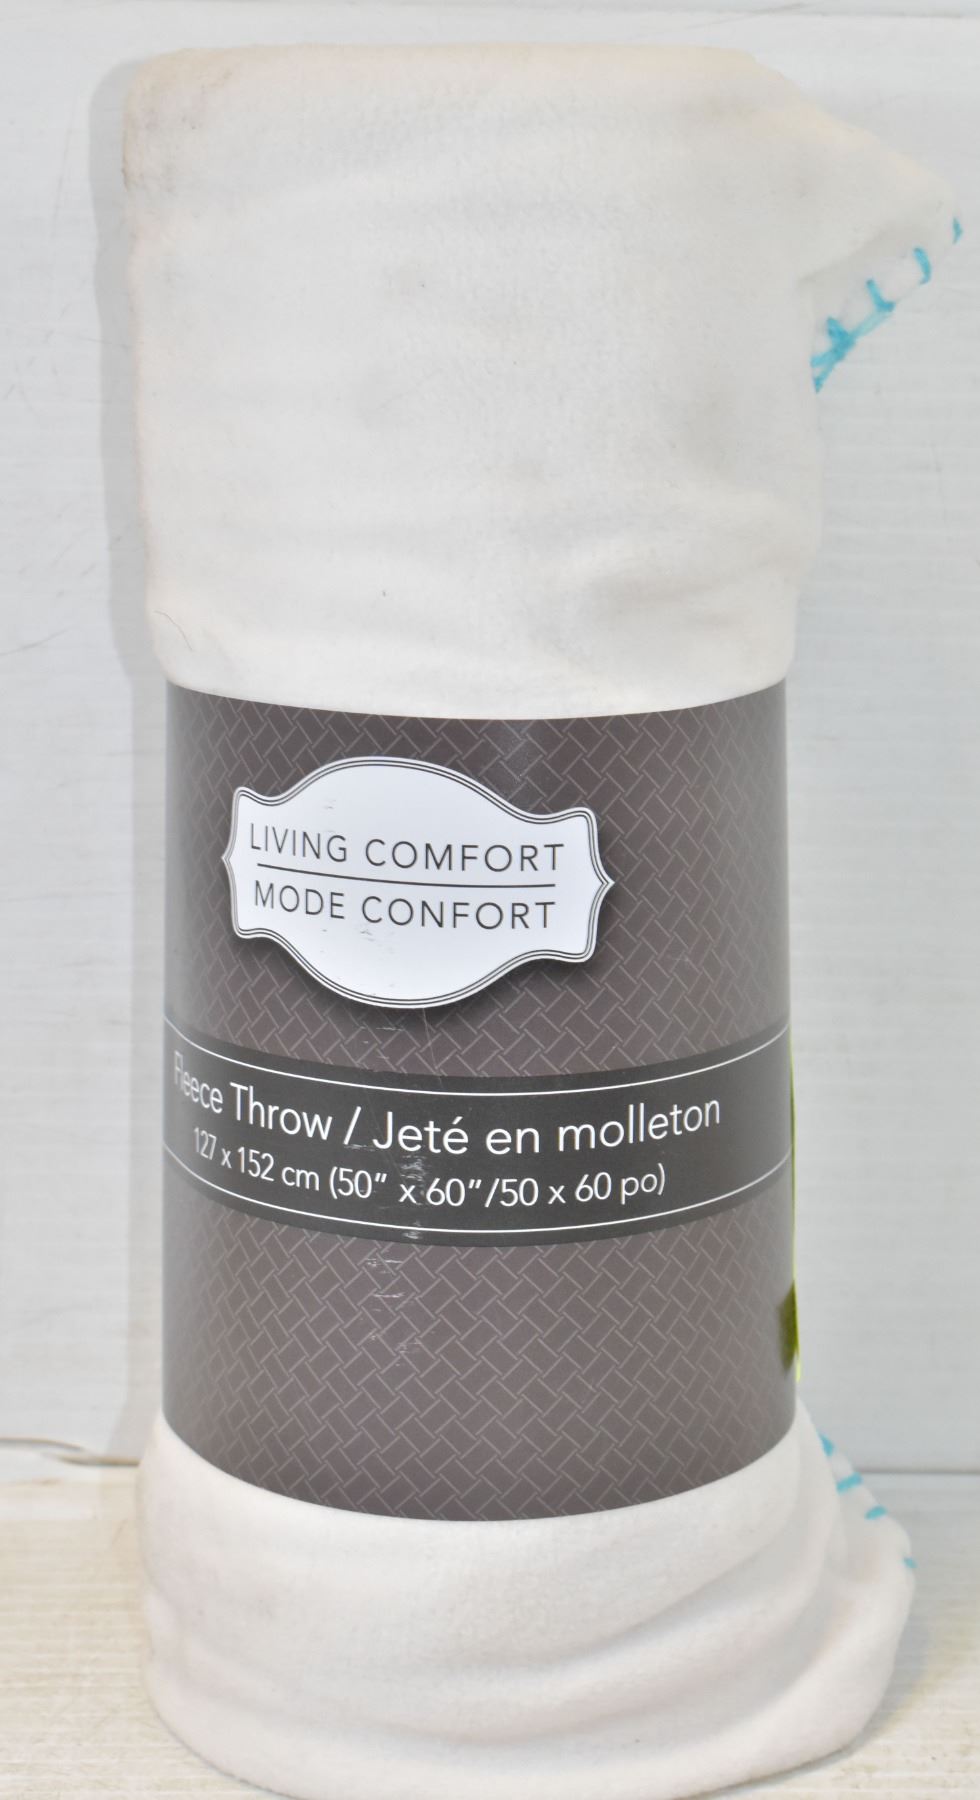 LIVING COMFORT
MODE CONFORT
Fleece Throw / Jeté en molleton
127 x 152 cm (50” x 60”/50 x 60 po)